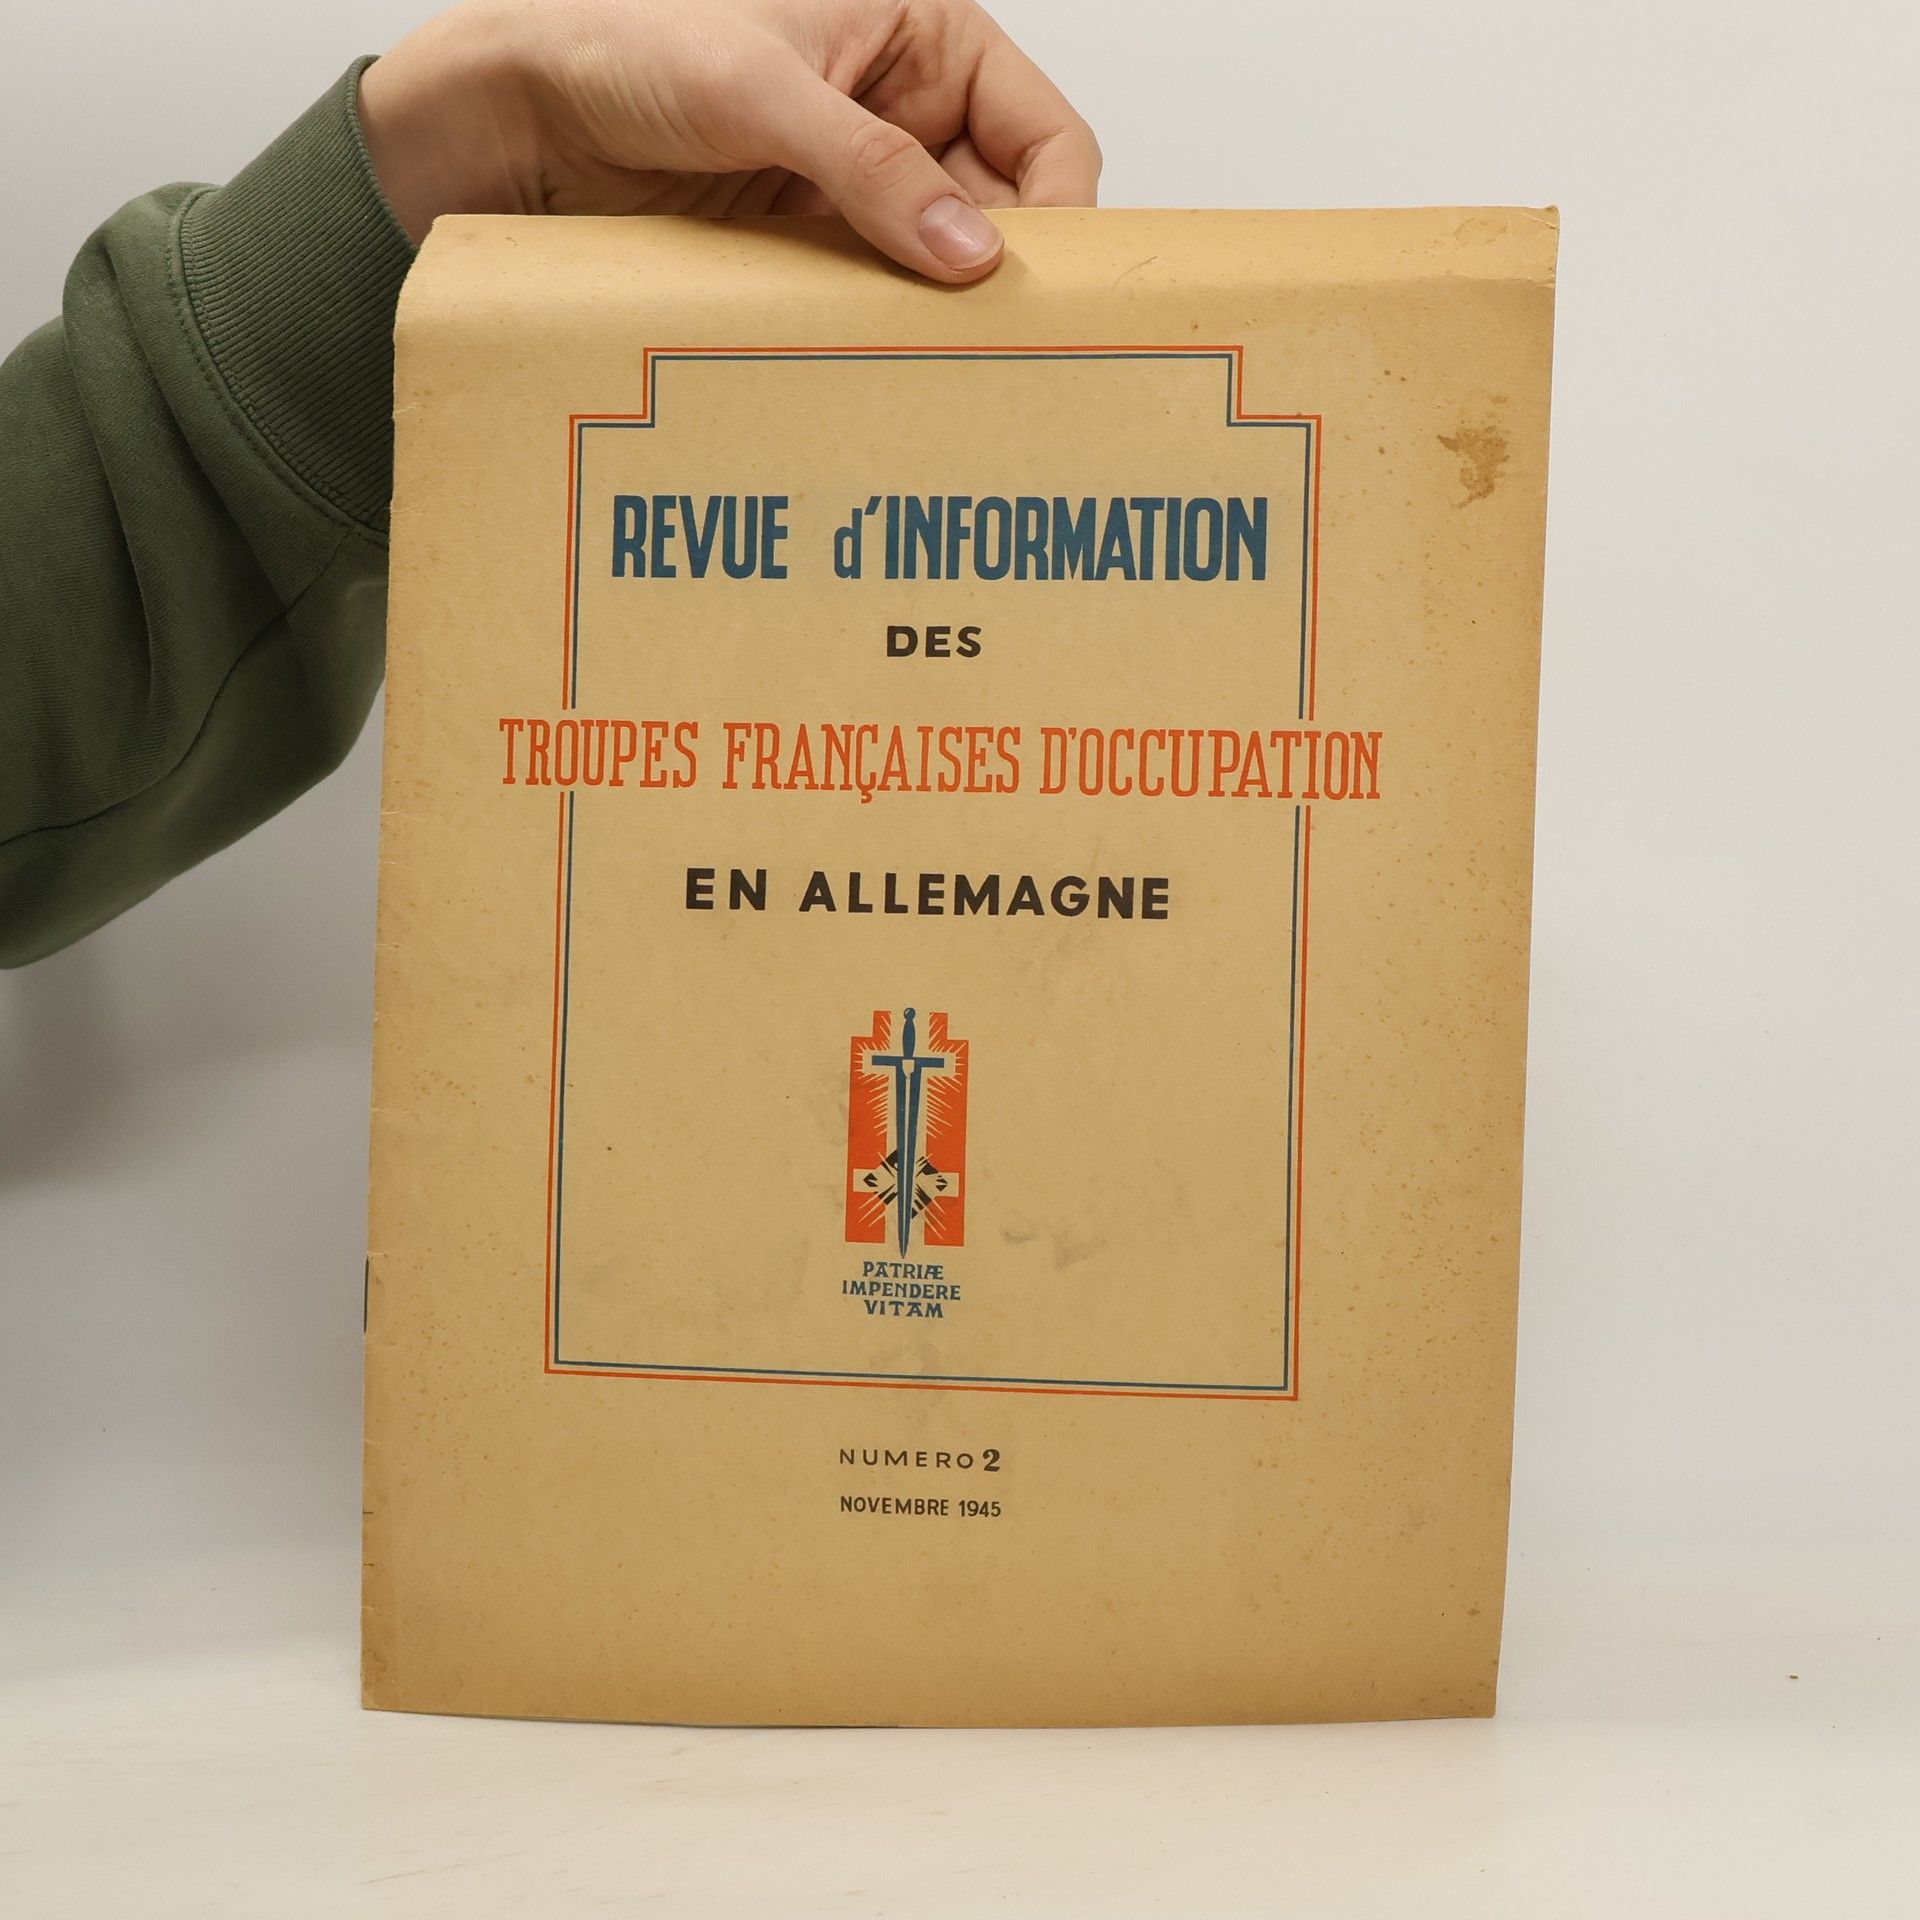 REVUE d'INFORMATION
DES
TROUPES FRANÇAISES D'OCCUPATION
EN ALLEMAGNE
PATRIÆ
IMPENDERE
VITAM
NUMERO 2
NOVEMBRE 1945